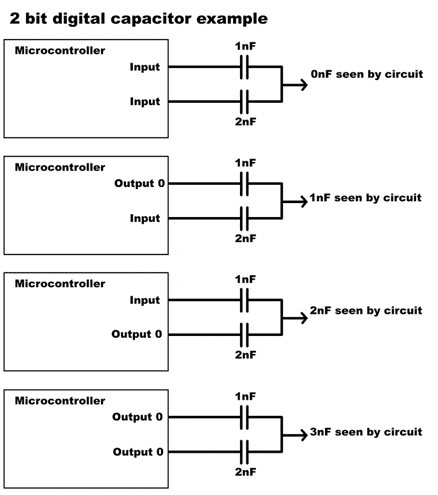 2 bit digital capacitor example
Microcontroller
1nF
Input
0nF seen by circuit
Input
2nF
Microcontroller
1nF
Output 0
1nF seen by circuit
Input
2nF
Microcontroller
1nF
Input
2nF seen by circuit
Output 0
2nF
Microcontroller
1nF
Output 0
3nF seen by circuit
Output 0
2nF